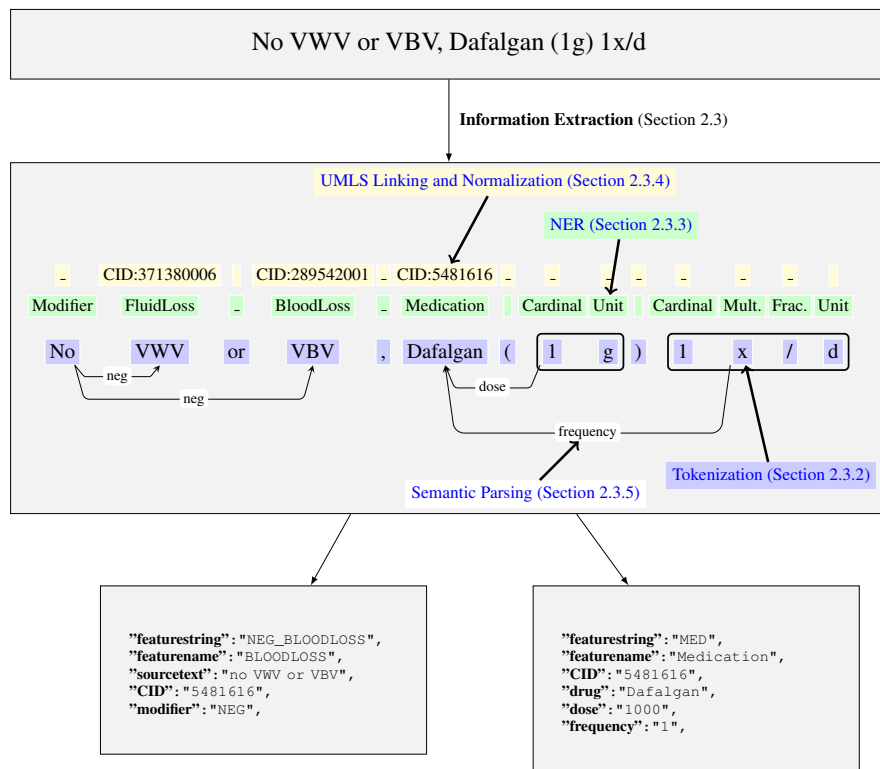 No VWV or VBV, Dafalgan (1g) 1x/d
Information Extraction (Section 2.3)
UMLS Linking and Normalization (Section 2.3.4)
NER (Section 2.3.3)
_ CID:371380006 CID:289542001 _ CID:5481616 _ _ _ _ _ _ _
Modifier FluidLoss _ BloodLoss _ Medication Cardinal Unit Cardinal Mult. Frac. Unit
No VWV or VBV , Dafalgan ( 1 g ) 1 x / d
neg
dose
neg
frequency
Tokenization (Section 2.3.2)
Semantic Parsing (Section 2.3.5)
”featurestring”:"NEG_BLOODLOSS",
”featurename”:"BLOODLOSS",
”sourcetext”:"no VWV or VBV",
”CID”:"5481616",
”modifier”:"NEG",
”featurestring”:"MED",
”featurename”:"Medication",
”CID”:"5481616",
”drug”:"Dafalgan",
”dose”:"1000",
”frequency”:"1",